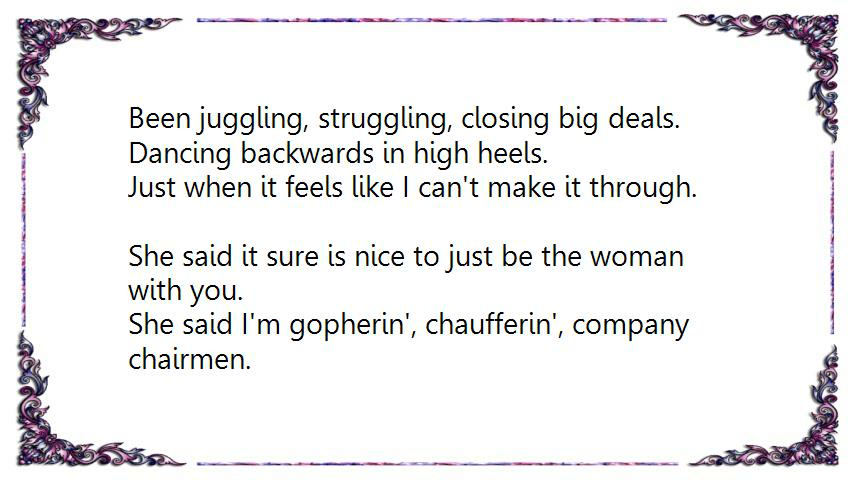 Been juggling, struggling, closing big deals.
Dancing backwards in high heels.
Just when it feels like I can't make it through.
She said it sure is nice to just be the woman
with you.
She said I'm gopherin', chaufferin', company
chairmen.